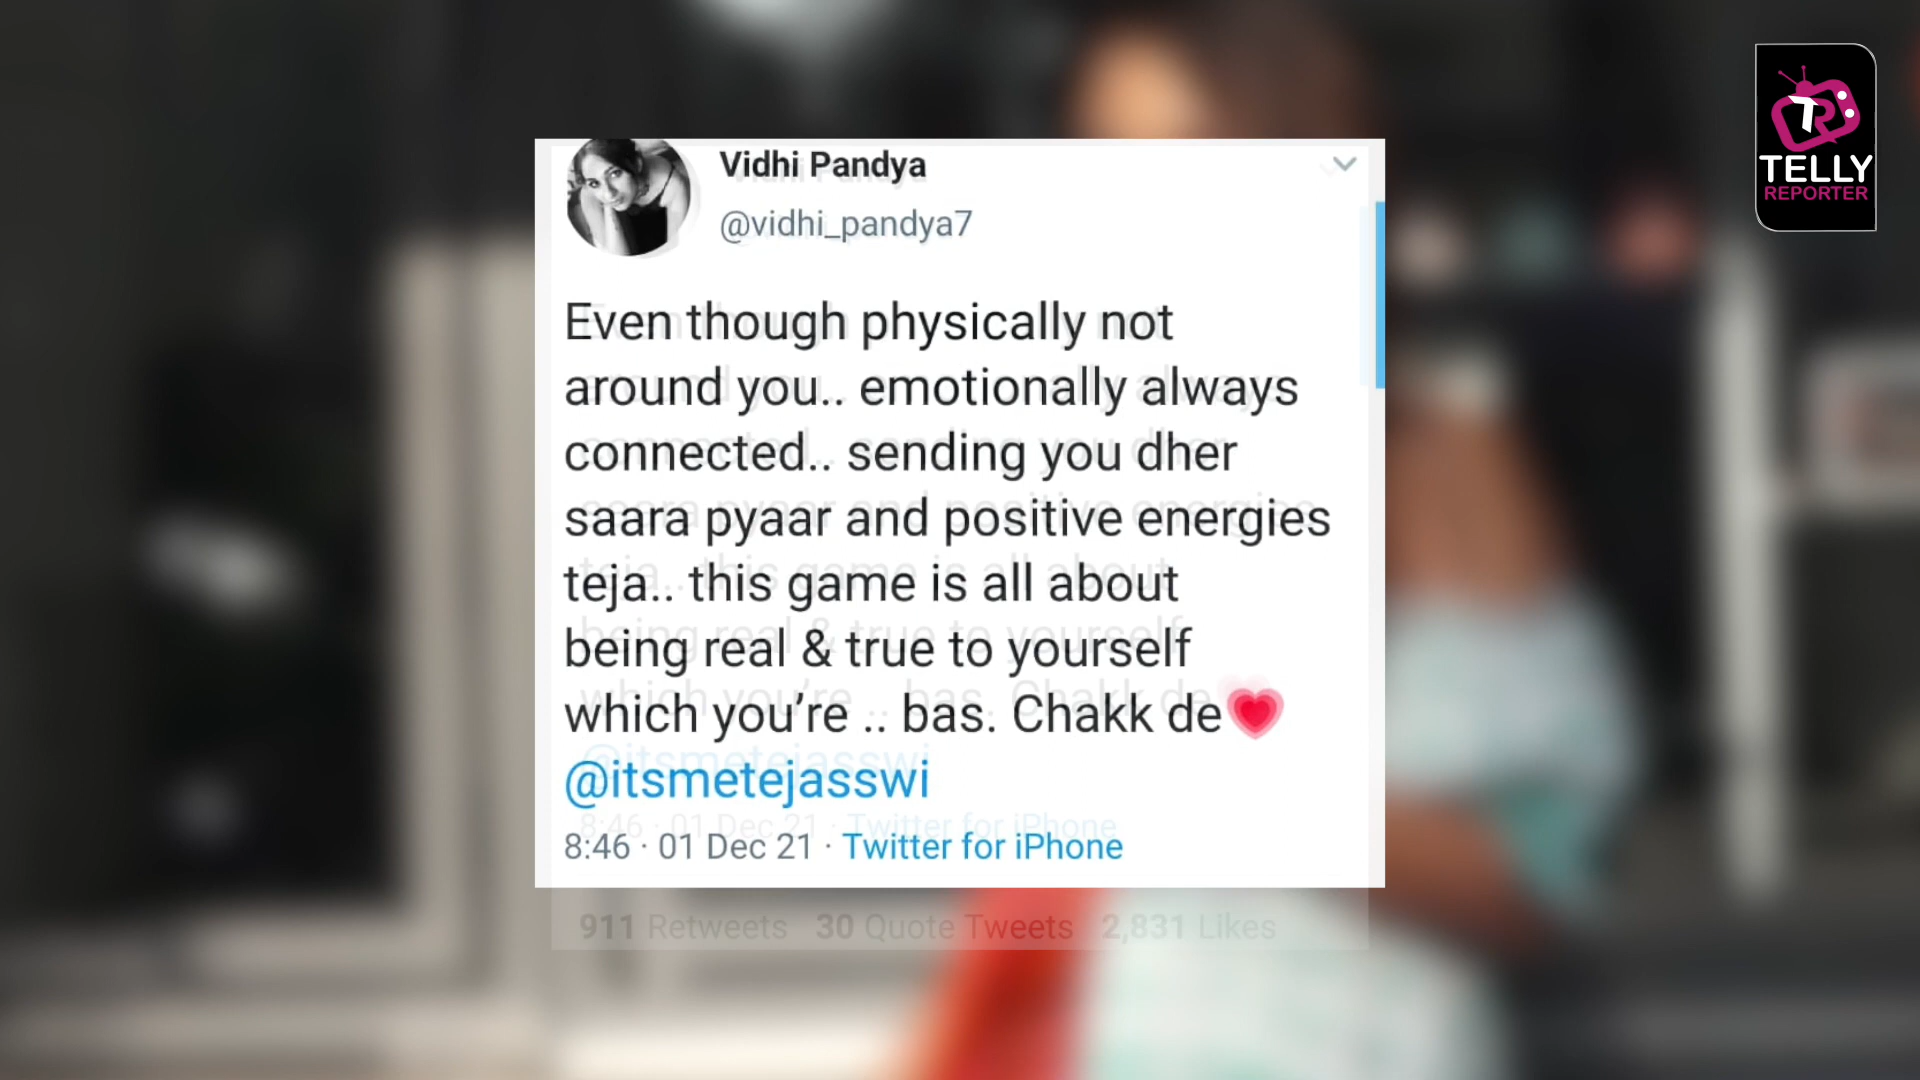 TELLY
REPORTER
Vidhi Pandya
@vidhi_pandya7
Even though physically not
around you.. emotionally always
connected.. sending you dher
saara pyaar and positive energies
teja.. this game is all about
being real & true to yourself
which you're .. bas. Chakk de💗
@itsmetejasswi
8:46 · 01 Dec 21 · Twitter for iPhone
911 Retweets 30 Quote Tweets 2,831 Likes